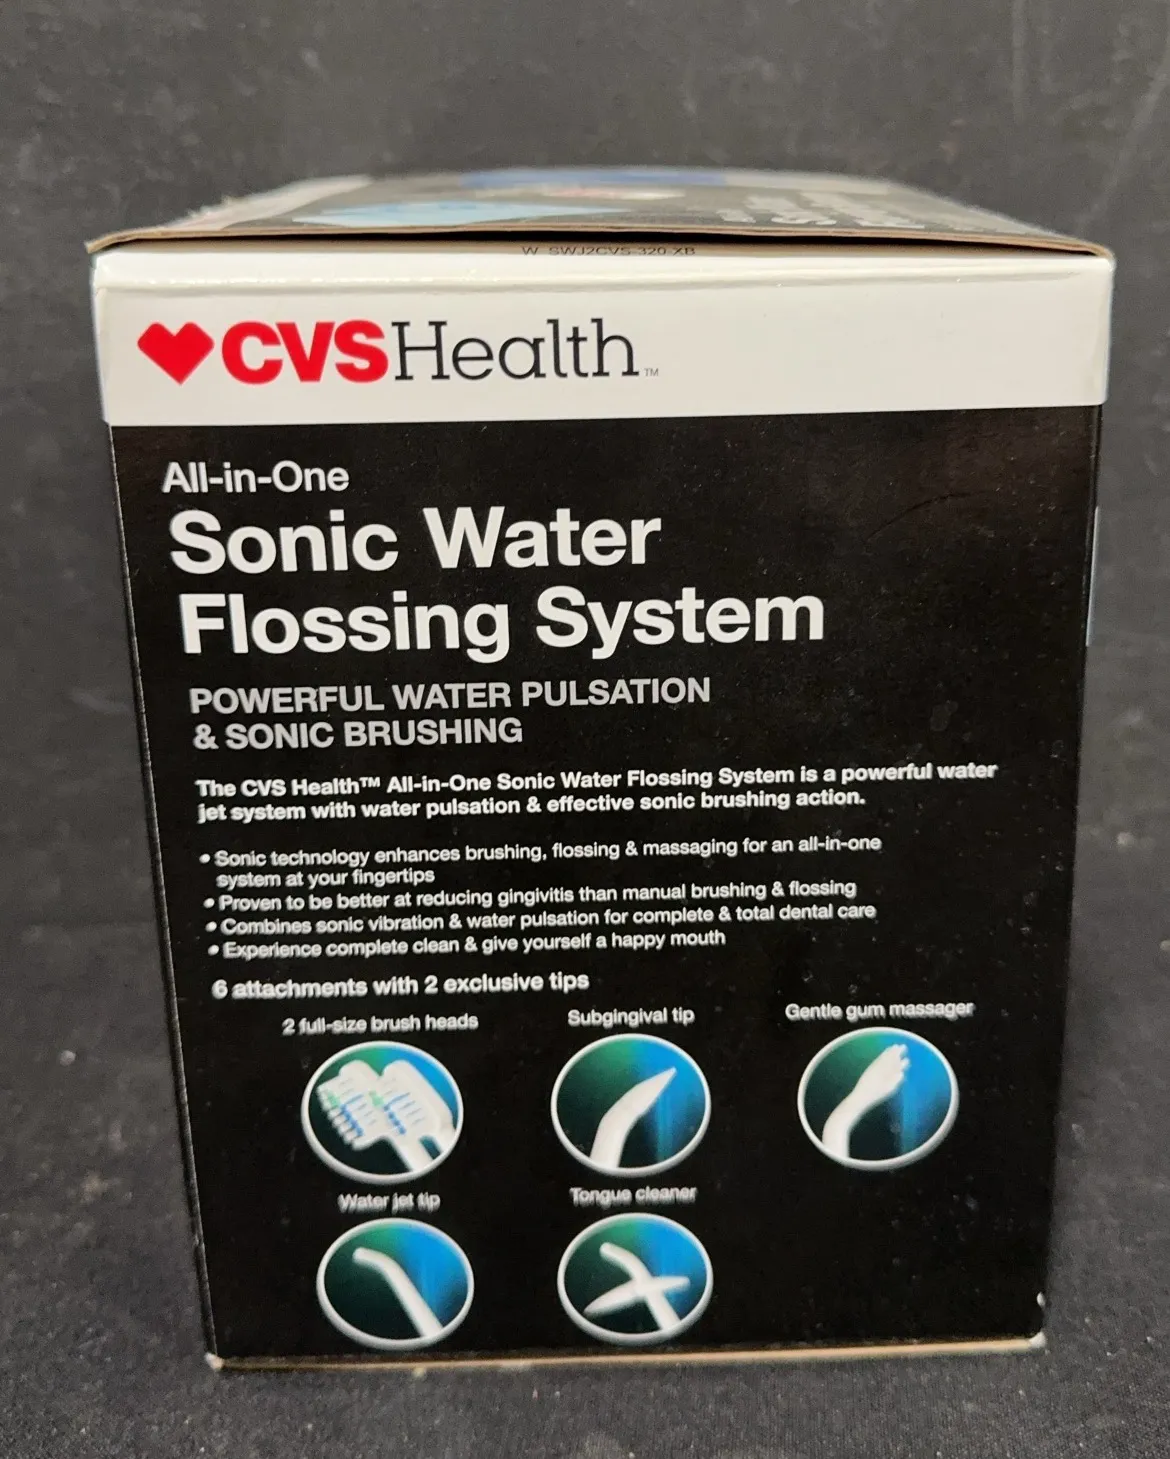 W SWJ2CVS 320 XB
CVSHealth™
All-in-One
Sonic Water
Flossing System
POWERFUL WATER PULSATION
& SONIC BRUSHING
The CVS Health™ All-in-One Sonic Water Flossing System is a powerful water
jet system with water pulsation & effective sonic brushing action.
• Sonic technology enhances brushing, flossing & massaging for an all-in-one
system at your fingertips
• Proven to be better at reducing gingivitis than manual brushing & flossing
• Combines sonic vibration & water pulsation for complete & total dental care
• Experience complete clean & give yourself a happy mouth
6 attachments with 2 exclusive tips
2 full-size brush heads
Subgingival tip
Gentle gum massager
Water jet tip
Tongue cleaner